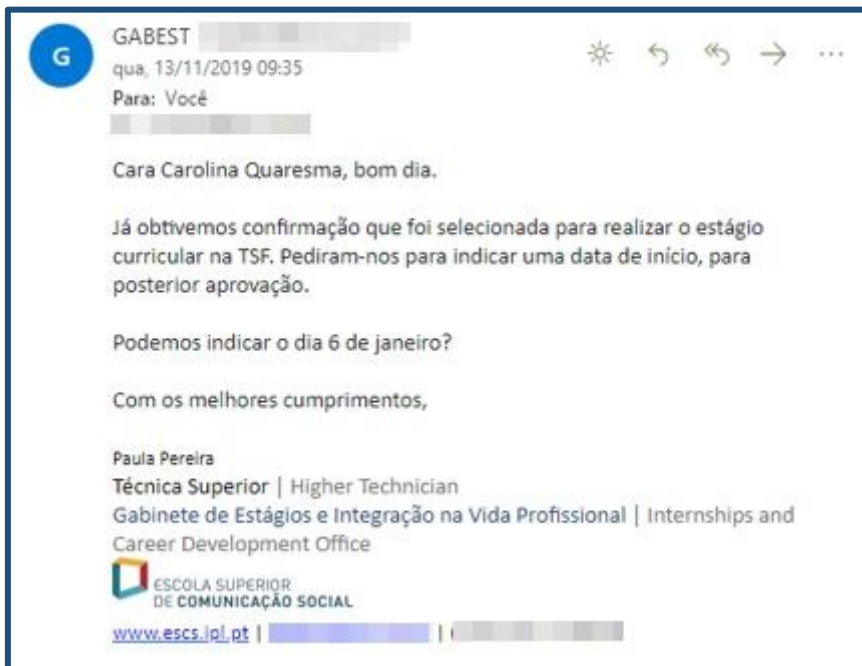 G
GABEST
qua, 13/11/2019 09:35
Para: Você
Cara Carolina Quaresma, bom dia.
Já obtivemos confirmação que foi selecionada para realizar o estágio
curricular na TSF. Pediram-nos para indicar uma data de início, para
posterior aprovação.
Podemos indicar o dia 6 de janeiro?
Com os melhores cumprimentos,
Paula Pereira
Técnica Superior | Higher Technician
Gabinete de Estágios e Integração na Vida Profissional | Internships and
Career Development Office
ESCOLA SUPERIOR
DE COMUNICAÇÃO SOCIAL
www.escs.ipl.pt | | (